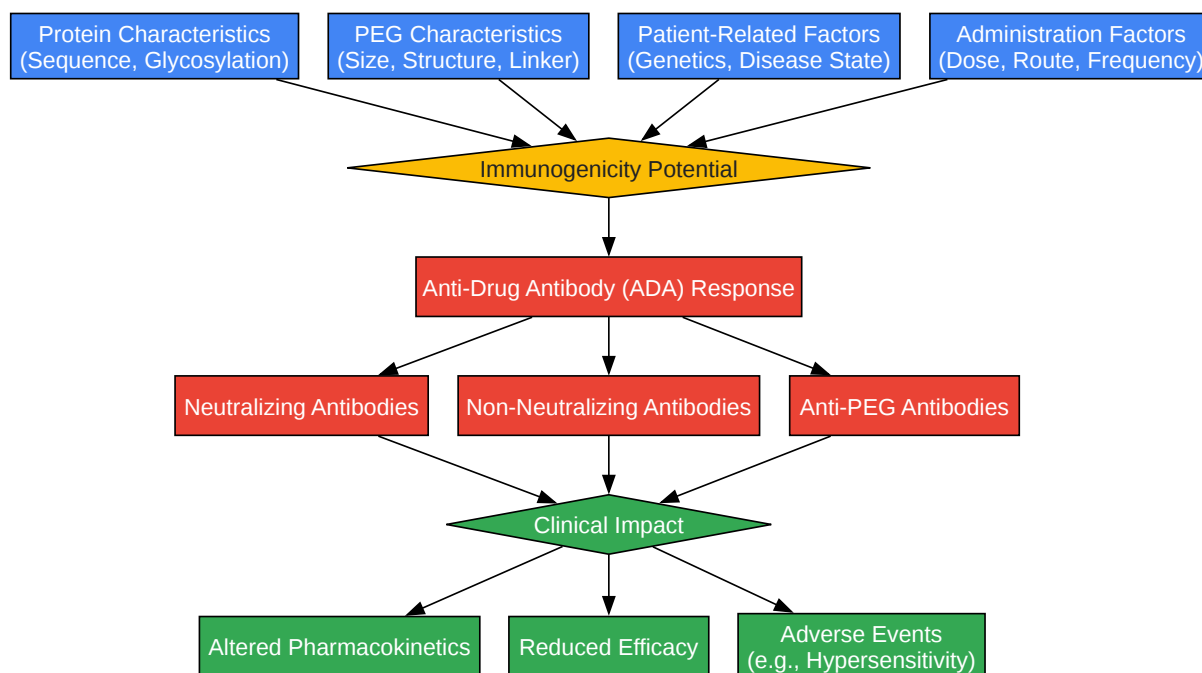 Protein Characteristics
(Sequence, Glycosylation)
PEG Characteristics
(Size, Structure, Linker)
Patient-Related Factors
(Genetics, Disease State)
Administration Factors
(Dose, Route, Frequency)
Immunogenicity Potential
Anti-Drug Antibody (ADA) Response
Neutralizing Antibodies
Non-Neutralizing Antibodies
Anti-PEG Antibodies
Clinical Impact
Altered Pharmacokinetics
Reduced Efficacy
Adverse Events
(e.g., Hypersensitivity)